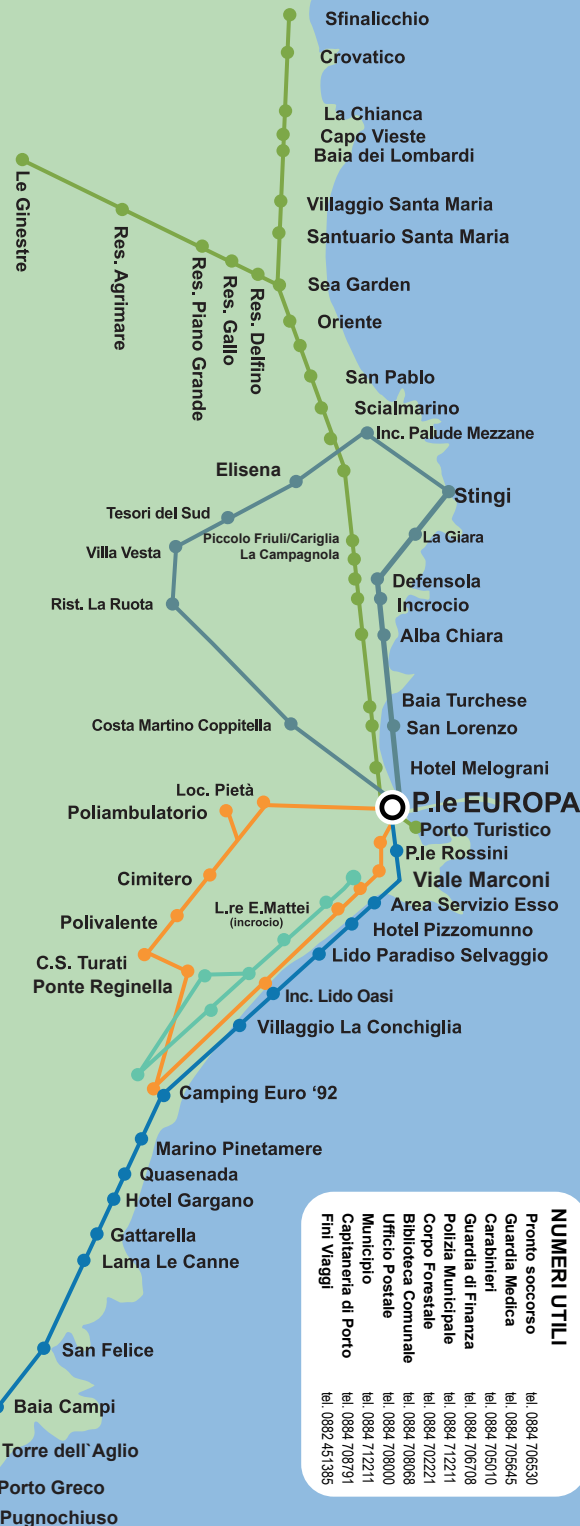 Sfinalicchio
Crovatico
La Chianca
Capo Vieste
Baia dei Lombardi
Villaggio Santa Maria
Santuario Santa Maria
Sea Garden
Le Ginestre
Res. Agrimare
Res. Piano Grande
Res. Gallo
Res. Delfino
Oriente
San Pablo
Scialmarino
Inc. Palude Mezzane
Elisena
Stingi
Tesori del Sud
La Giara
Piccolo Friuli/Cariglia
La Campagnola
Villa Vesta
Defensola
Rist. La Ruota
Incrocio
Alba Chiara
Baia Turchese
Costa Martino Coppitella
San Lorenzo
Hotel Melograni
Loc. Pietà
P.le EUROPA
Poliambulatorio
Porto Turistico
P.le Rossini
Cimitero
Viale Marconi
L.re E.Mattei
(incrocio)
Area Servizio Esso
Polivalente
Hotel Pizzomunno
C.S. Turati
Lido Paradiso Selvaggio
Ponte Reginella
Inc. Lido Oasi
Villaggio La Conchiglia
Camping Euro ‘92
Marino Pinetamere
Quasenada
Hotel Gargano
Gattarella
Lama Le Canne
San Felice
Baia Campi
Torre dell`Aglio
Porto Greco
Pugnochiuso
NUMERI UTILI
Pronto soccorso tel. 0884 706530
Guardia Medica tel. 0884 705645
Carabinieri tel. 0884 705010
Guardia di Finanza tel. 0884 706708
Polizia Municipale tel. 0884 712211
Corpo Forestale tel. 0884 702221
Biblioteca Comunale tel. 0884 708068
Ufficio Postale tel. 0884 708000
Municipio tel. 0884 712211
Capitaneria di Porto tel. 0884 708791
Fini Viaggi tel. 0882 451385